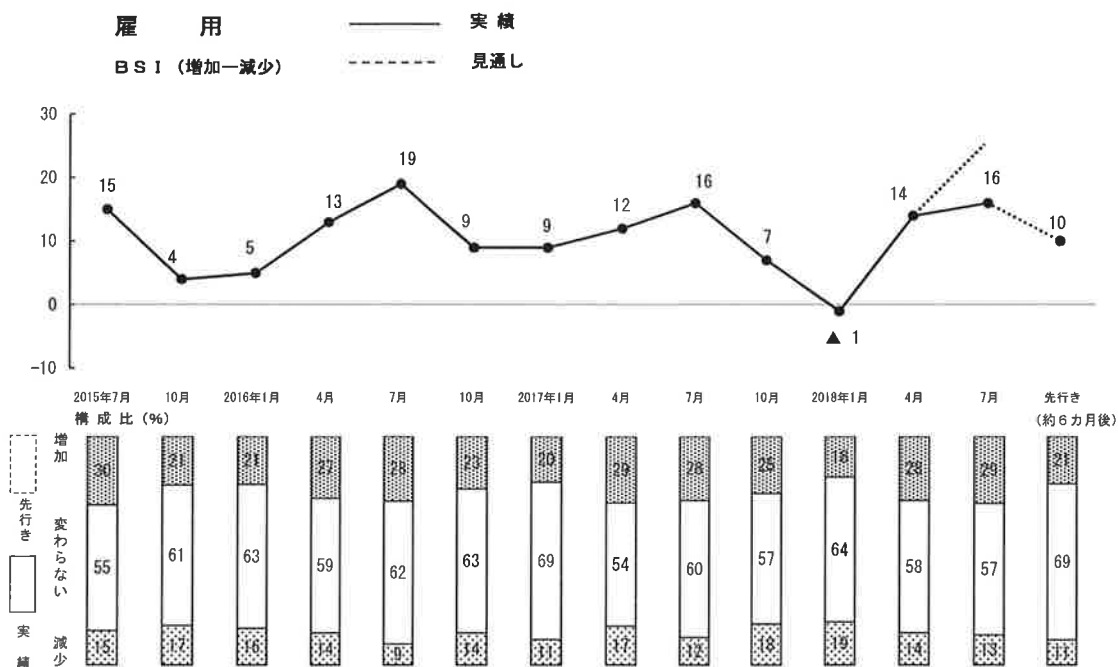 雇 用
実 績
BSI (増加―減少)
見通し
30
20
10
0
-10
15
4
5
13
19
9
9
12
16
7
▲ 1
14
16
10
2015年7月 10月 2016年1月 4月 7月 10月 2017年1月 4月 7月 10月 2018年1月 4月 7月 先行き
構 成 比 (%)
(約6カ月後)
増加
30 21 21 27 28 23 20 29 28 25 18 28 29 21
先行き
変わらない
55 61 63 59 62 63 69 54 60 57 64 58 57 69
実績
減少
15 17 16 14 9 14 11 17 12 18 19 14 13 11